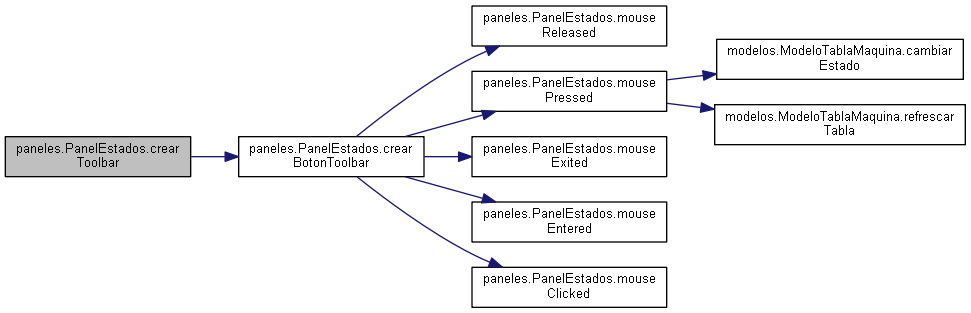 paneles.PanelEstados.crear
Toolbar
paneles.PanelEstados.crear
BotonToolbar
paneles.PanelEstados.mouse
Released
paneles.PanelEstados.mouse
Pressed
paneles.PanelEstados.mouse
Exited
paneles.PanelEstados.mouse
Entered
paneles.PanelEstados.mouse
Clicked
modelos.ModeloTablaMaquina.cambiar
Estado
modelos.ModeloTablaMaquina.refrescar
Tabla